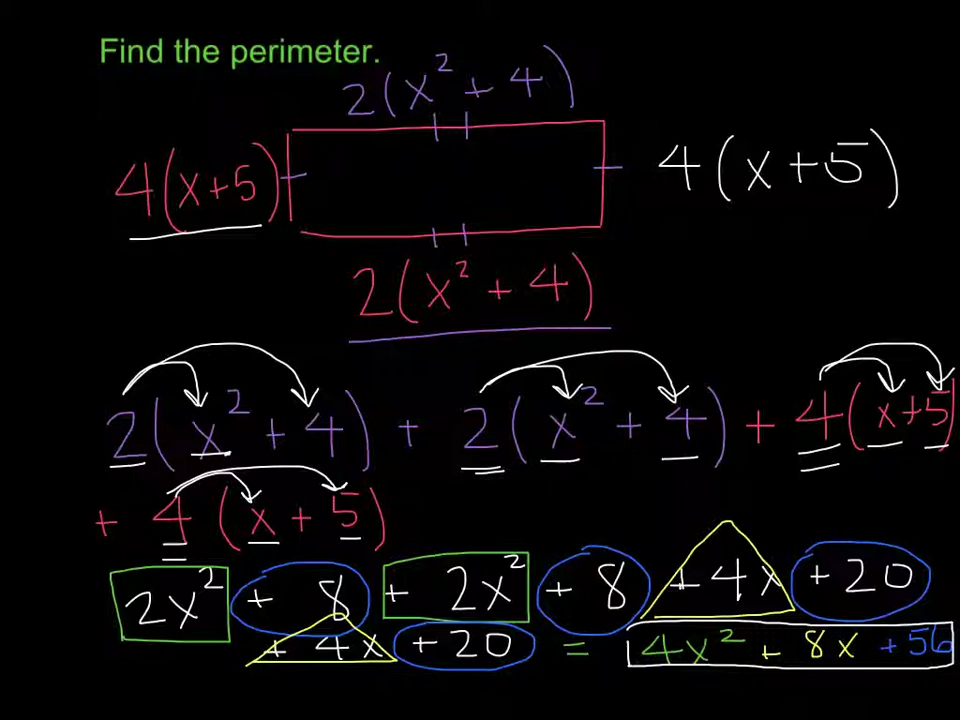 Find the perimeter.
2(x² + 4)
4(x+5)
4(x+5)
2(x² + 4)
2(x² + 4) + 2(x² + 4) + 4(x+5)
+ 4(x + 5)
2x² + 8 + 2x² + 8 + 4x + 20
+ 4x + 20 = 4x² + 8x + 56